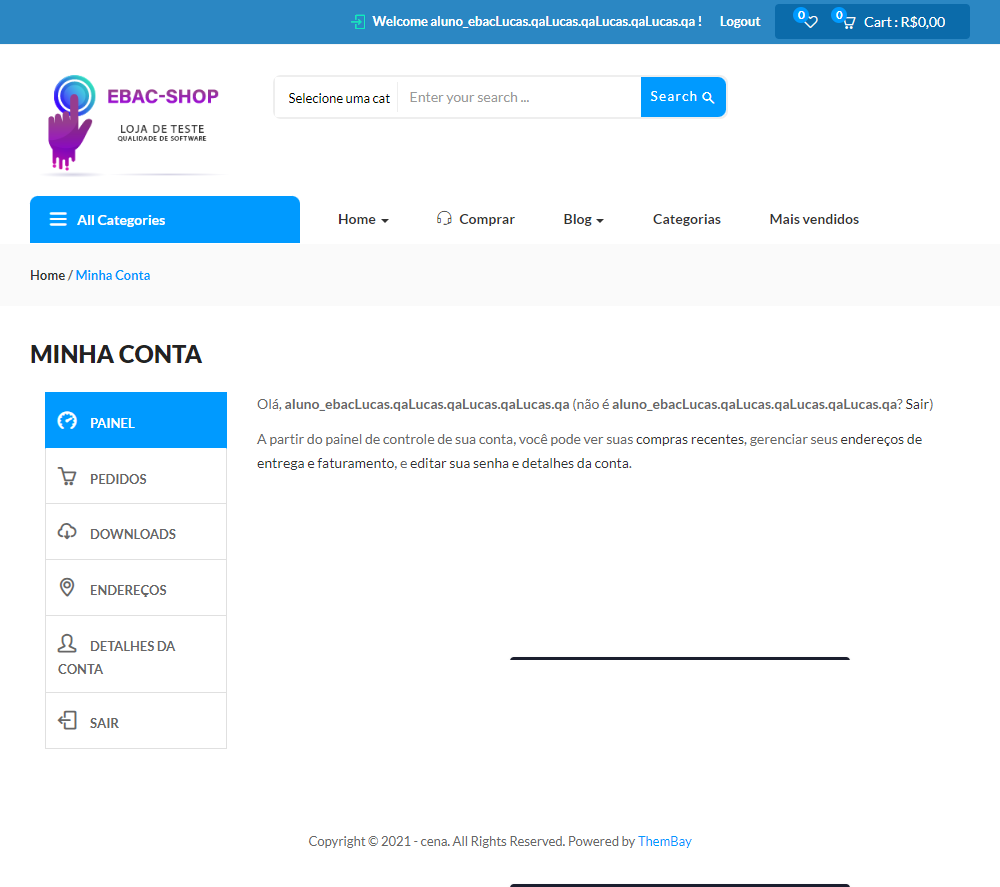 Welcome aluno_ebacLucas.qaLucas.qaLucas.qaLucas.qa ! Logout 0 0 Cart : R$0,00
EBAC-SHOP
LOJA DE TESTE
QUALIDADE DE SOFTWARE
Selecione uma cat Enter your search ... Search
All Categories Home Comprar Blog Categorias Mais vendidos
Home / Minha Conta
MINHA CONTA
PAINEL
PEDIDOS
DOWNLOADS
ENDEREÇOS
DETALHES DA
CONTA
SAIR
Olá, aluno_ebacLucas.qaLucas.qaLucas.qaLucas.qa (não é aluno_ebacLucas.qaLucas.qaLucas.qaLucas.qa? Sair)
A partir do painel de controle de sua conta, você pode ver suas compras recentes, gerenciar seus endereços de
entrega e faturamento, e editar sua senha e detalhes da conta.
Copyright © 2021 - cena. All Rights Reserved. Powered by ThemBay